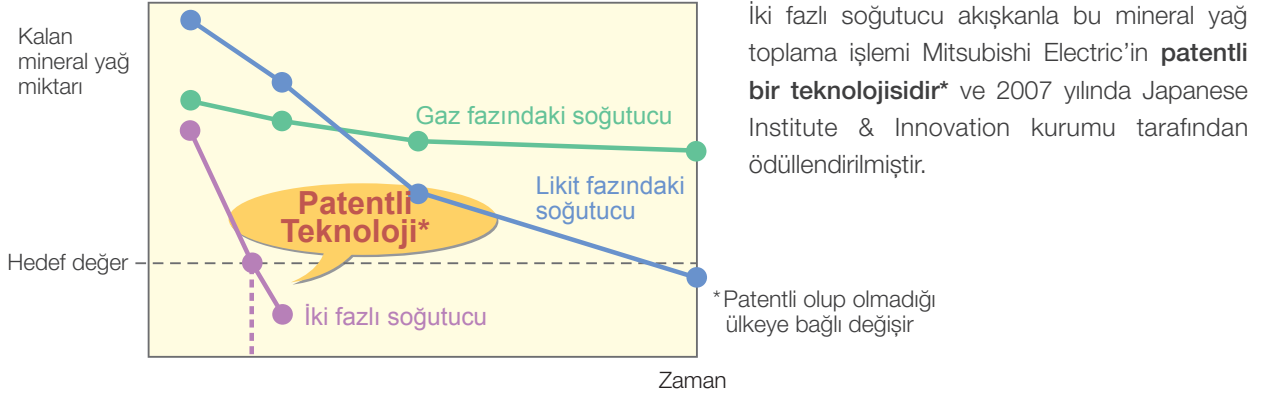 Kalan
mineral yağ
miktarı
Gaz fazındaki soğutucu
Likit fazındaki
soğutucu
Patentli
Teknoloji*
Hedef değer
İki fazlı soğutucu
Zaman
İki fazlı soğutucu akışkanla bu mineral yağ
toplama işlemi Mitsubishi Electric’in patentli
bir teknolojisidir* ve 2007 yılında Japanese
Institute & Innovation kurumu tarafından
ödüllendirilmiştir.
*Patentli olup olmadığı
ülkeye bağlı değişir